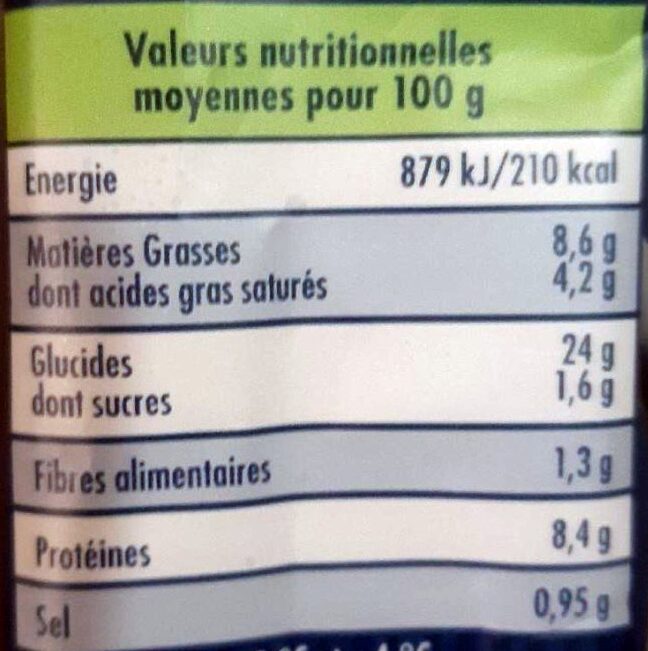 Valeurs nutritionnelles
moyennes pour 100 g
Energie 879 kJ/210 kcal
Matières Grasses 8,6 g
dont acides gras saturés 4,2 g
Glucides 24 g
dont sucres 1,6 g
Fibres alimentaires 1,3 g
Protéines 8,4 g
Sel 0,95 g